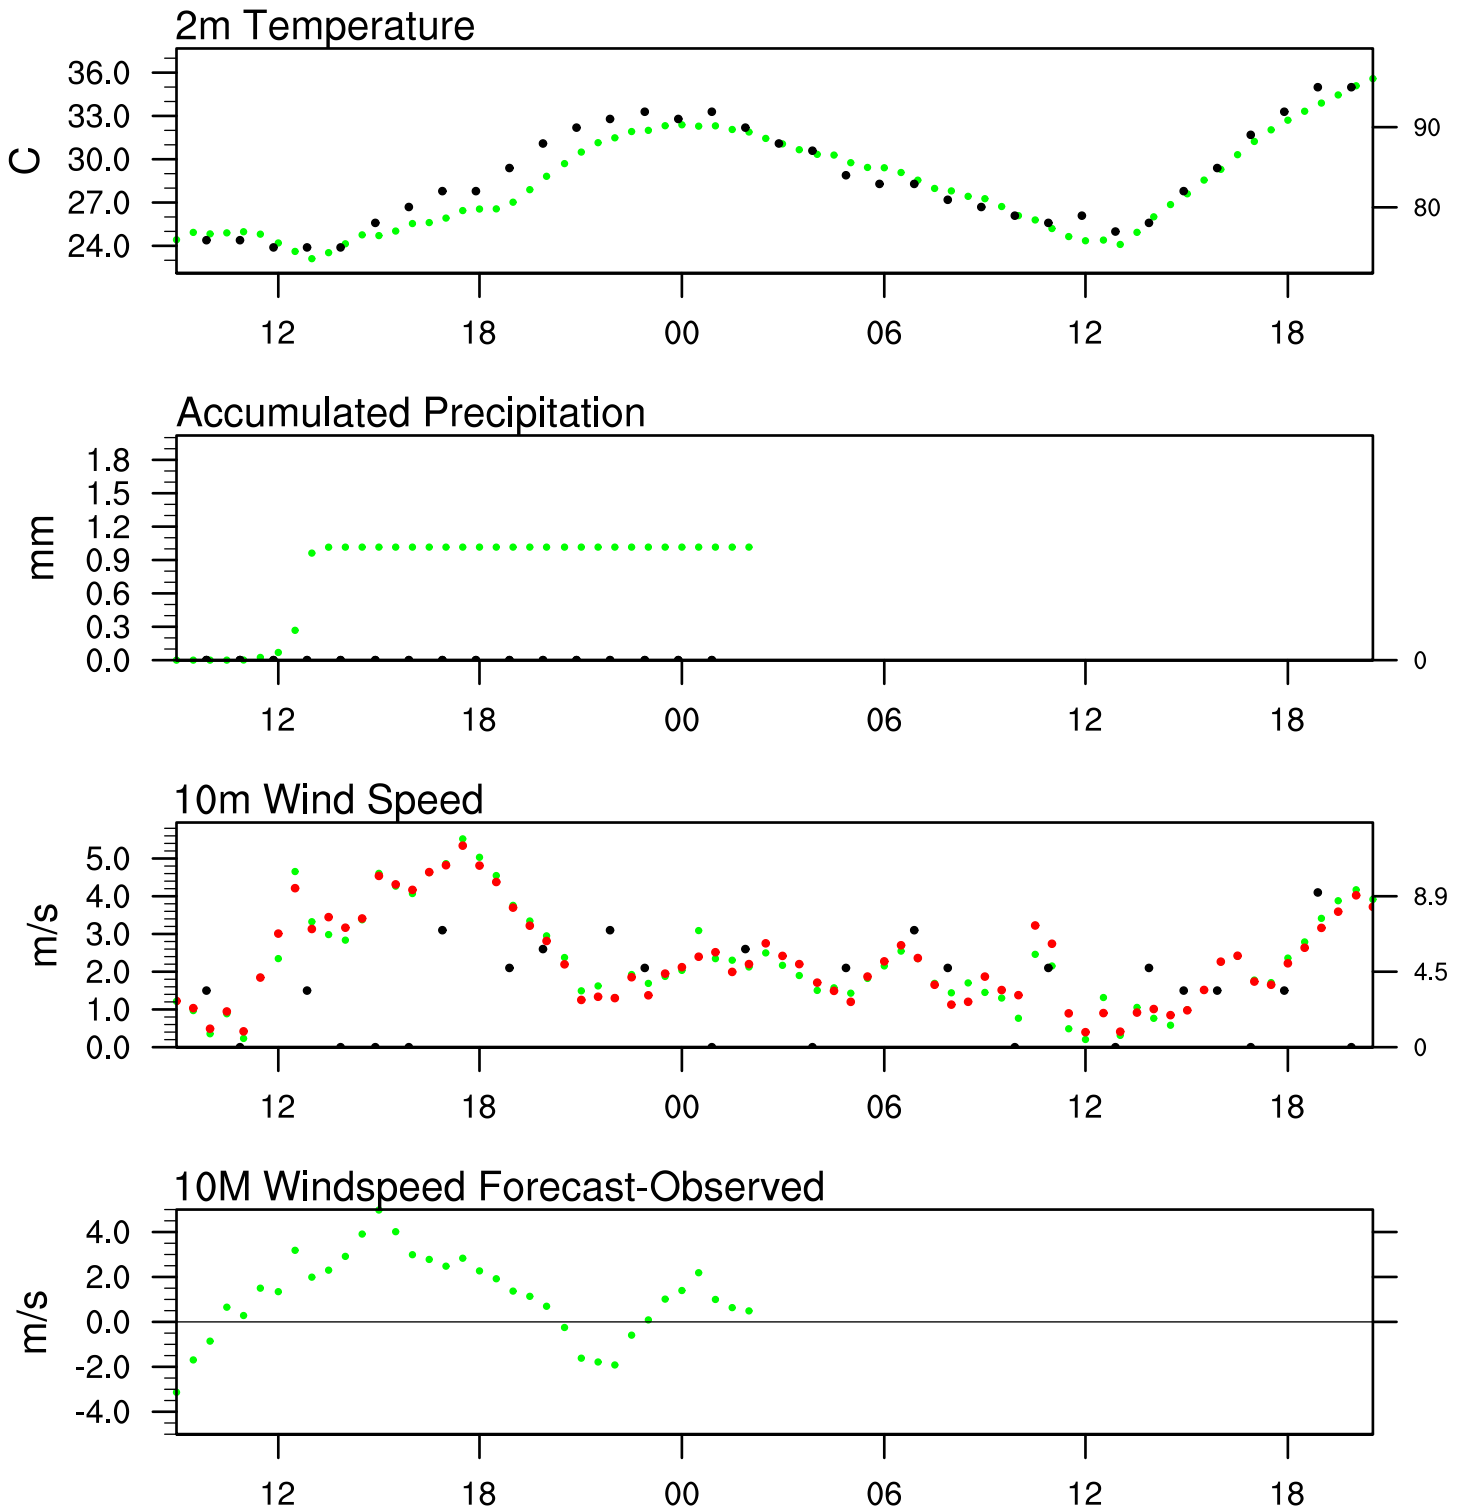 2m Temperature
36.0
33.0
30.0
27.0
24.0
C
90
80
12 18 00 06 12 18
Accumulated Precipitation
1.8
1.5
1.2
0.9
0.6
0.3
0.0
mm
0
12 18 00 06 12 18
10m Wind Speed
5.0
4.0
3.0
2.0
1.0
0.0
m/s
8.9
4.5
0
12 18 00 06 12 18
10M Windspeed Forecast-Observed
4.0
2.0
0.0
-2.0
-4.0
m/s
12 18 00 06 12 18